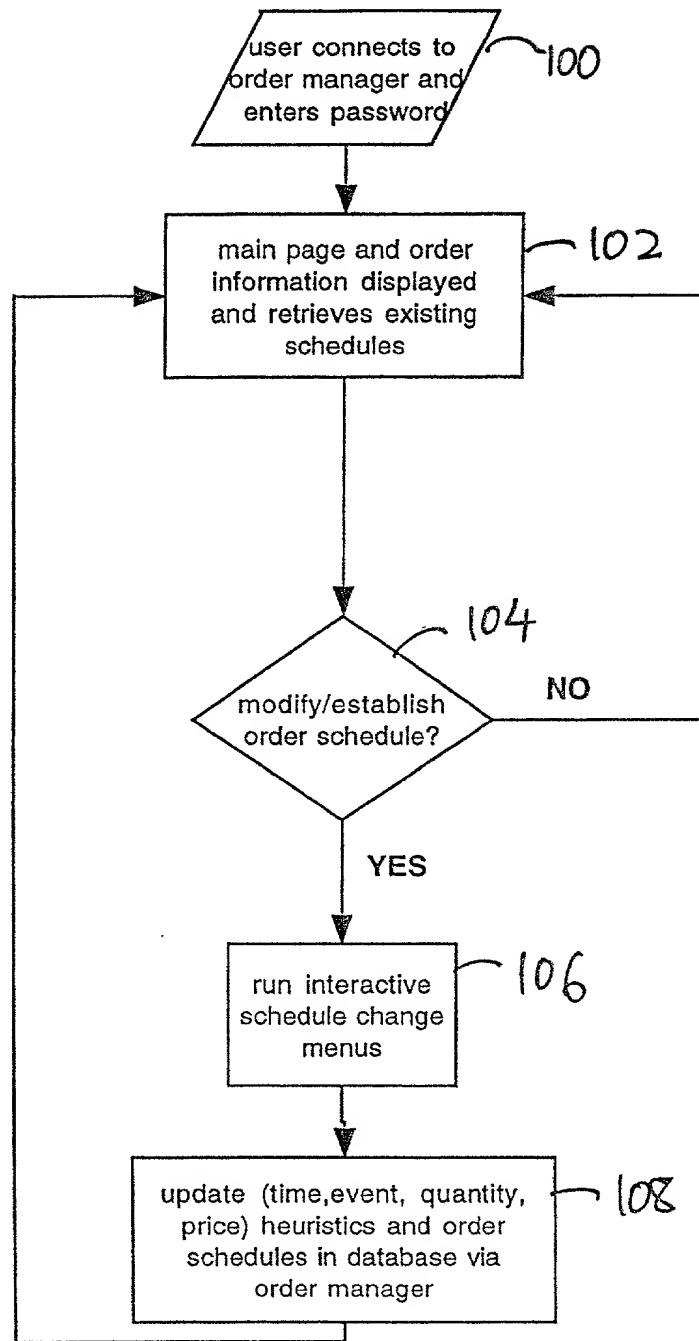 user connects to
order manager and
enters password
100
main page and order
information displayed
and retrieves existing
schedules
102
modify/establish
order schedule?
104
NO
YES
run interactive
schedule change
menus
106
update (time,event, quantity,
price) heuristics and order
schedules in database via
order manager
108